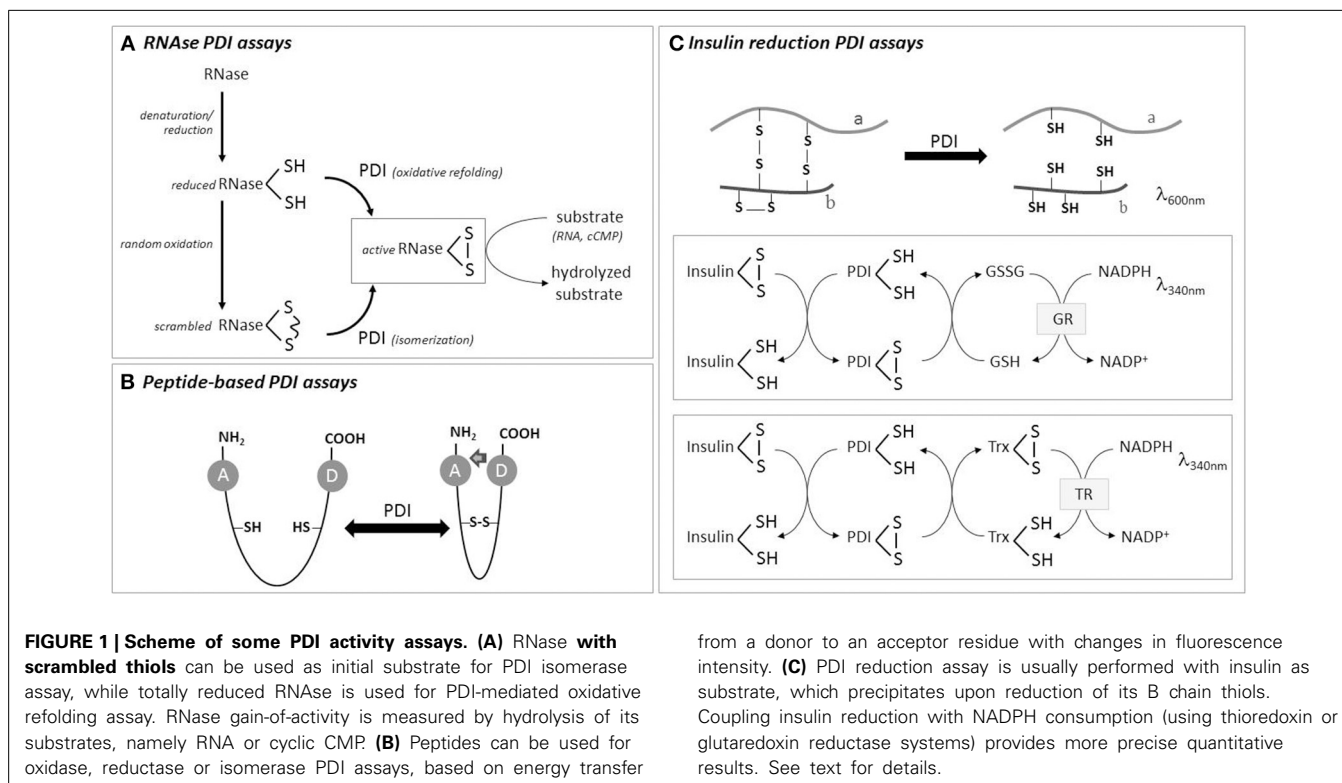 A RNAse PDI assays
RNase
denaturation/
reduction
reduced RNase
SH
SH
PDI (oxidative refolding)
random oxidation
active RNase
S
S
substrate
(RNA, cCMP)
hydrolyzed
substrate
scrambled RNase
S
S
PDI (isomerization)
B Peptide-based PDI assays
NH2
COOH
A
D
SH
HS
PDI
NH2
COOH
A
D
S-S
C Insulin reduction PDI assays
a
S
S
S
S
S S
b
PDI
a
SH
SH
SH
SH
SH SH
b
λ600nm
Insulin S S
PDI SH SH
GSSG
NADPH
λ340nm
GR
Insulin SH SH
PDI S S
GSH
NADP+
Insulin S S
PDI SH SH
Trx S S
NADPH
λ340nm
TR
Insulin SH SH
PDI S S
Trx SH SH
NADP+
FIGURE 1 | Scheme of some PDI activity assays. (A) RNase with
scrambled thiols can be used as initial substrate for PDI isomerase
assay, while totally reduced RNAse is used for PDI-mediated oxidative
refolding assay. RNase gain-of-activity is measured by hydrolysis of its
substrates, namely RNA or cyclic CMP. (B) Peptides can be used for
oxidase, reductase or isomerase PDI assays, based on energy transfer
from a donor to an acceptor residue with changes in fluorescence
intensity. (C) PDI reduction assay is usually performed with insulin as
substrate, which precipitates upon reduction of its B chain thiols.
Coupling insulin reduction with NADPH consumption (using thioredoxin or
glutaredoxin reductase systems) provides more precise quantitative
results. See text for details.